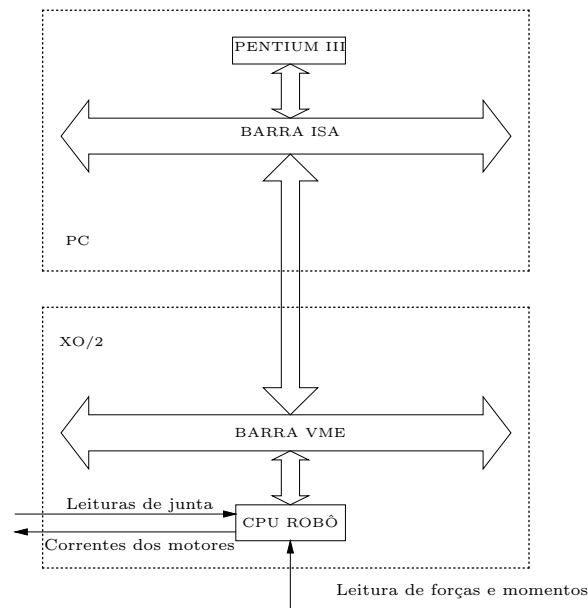 PENTIUM III
BARRA ISA
PC
XO/2
BARRA VME
Leituras de junta
CPU ROBÔ
Correntes dos motores
Leitura de forças e momentos